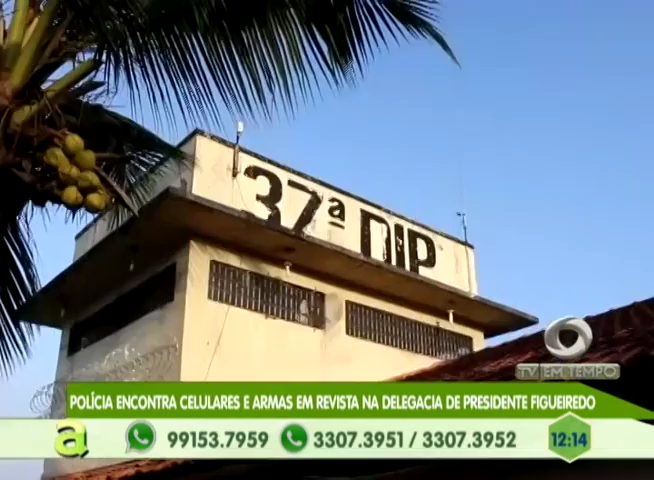 37ª DIP
TV EM TEMPO
POLÍCIA ENCONTRA CELULARES E ARMAS EM REVISTA NA DELEGACIA DE PRESIDENTE FIGUEIREDO
a 99153.7959 3307.3951 / 3307.3952 12:14